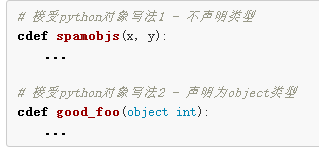 # 接受python对象写法1 - 不声明类型
cdef spamobjs(x, y):
    ...
# 接受python对象写法2 - 声明为object类型
cdef good_foo(object int):
    ...